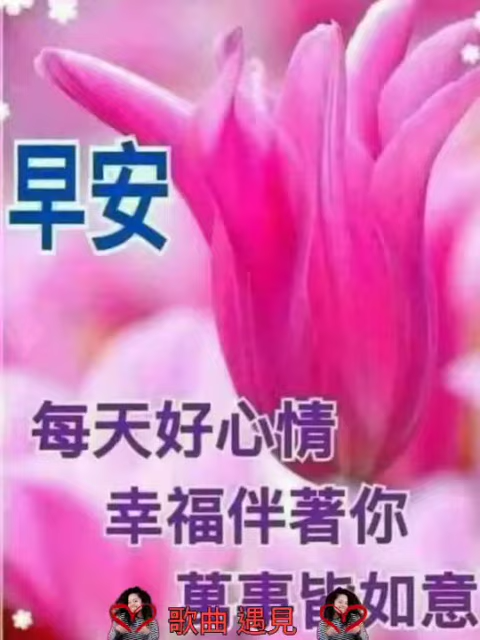 早安
每天好心情
幸福伴著你
萬事皆如意
歌曲 遇見